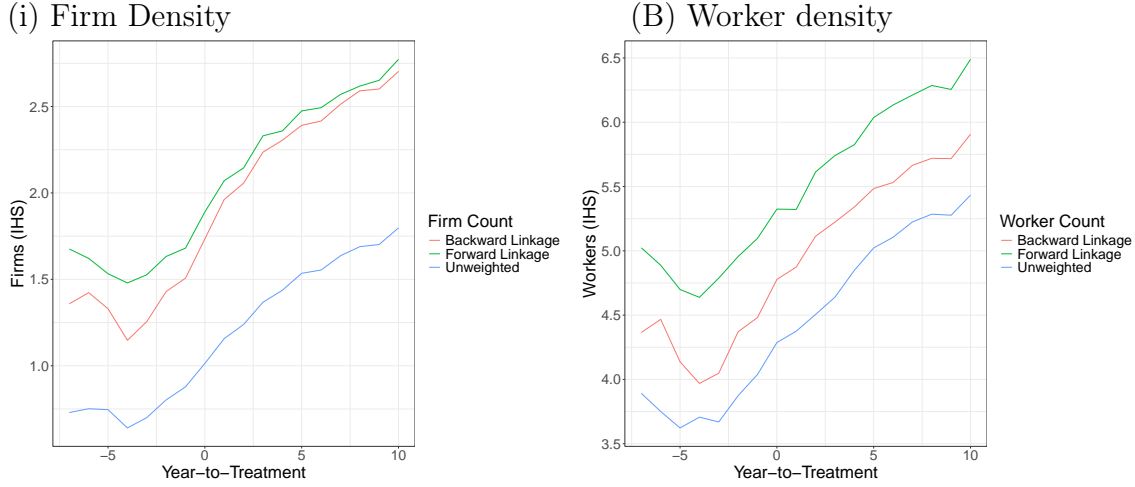 (i) Firm Density
2.5
2.0
1.5
1.0
Firms (IHS)
−5
0
5
10
Year−to−Treatment
Firm Count
Backward Linkage
Forward Linkage
Unweighted
(B) Worker density
6.5
6.0
5.5
5.0
4.5
4.0
3.5
Workers (IHS)
−5
0
5
10
Year−to−Treatment
Worker Count
Backward Linkage
Forward Linkage
Unweighted